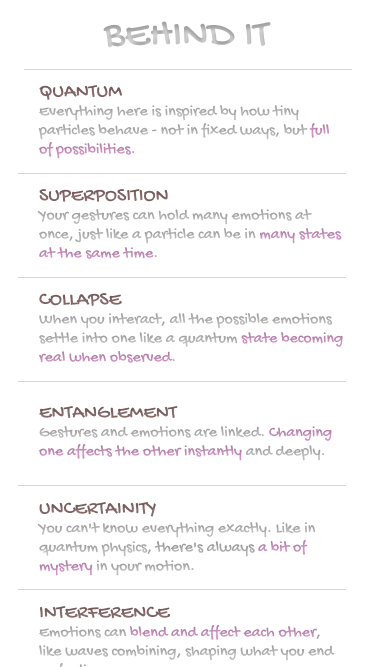 BEHIND IT
QUANTUM
Everything here is inspired by how tiny
particles behave - not in fixed ways, but full
of possibilities.
SUPERPOSITION
Your gestures can hold many emotions at
once, just like a particle can be in many states
at the same time.
COLLAPSE
When you interact, all the possible emotions
settle into one like a quantum state becoming
real when observed.
ENTANGLEMENT
Gestures and emotions are linked. Changing
one affects the other instantly and deeply.
UNCERTAINITY
You can't know everything exactly. Like in
quantum physics, there's always a bit of
mystery in your motion.
INTERFERENCE
Emotions can blend and affect each other,
like waves combining, shaping what you end